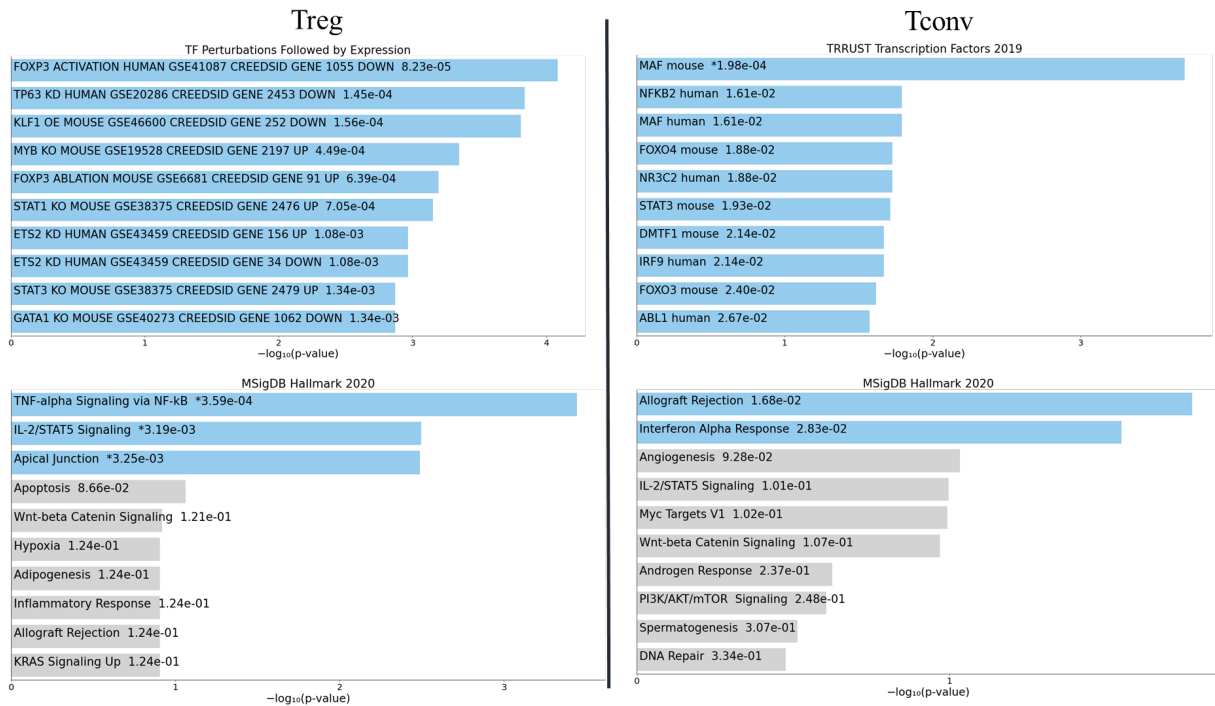 Treg
TF Perturbations Followed by Expression
FOXP3 ACTIVATION HUMAN GSE41087 CREEDSID GENE 1055 DOWN 8.23e-05
TP63 KD HUMAN GSE20286 CREEDSID GENE 2453 DOWN 1.45e-04
KLF1 OE MOUSE GSE46600 CREEDSID GENE 252 DOWN 1.56e-04
MYB KO MOUSE GSE19528 CREEDSID GENE 2197 UP 4.49e-04
FOXP3 ABLATION MOUSE GSE6681 CREEDSID GENE 91 UP 6.39e-04
STAT1 KO MOUSE GSE38375 CREEDSID GENE 2476 UP 7.05e-04
ETS2 KD HUMAN GSE43459 CREEDSID GENE 156 UP 1.08e-03
ETS2 KD HUMAN GSE43459 CREEDSID GENE 34 DOWN 1.08e-03
STAT3 KO MOUSE GSE38375 CREEDSID GENE 2479 UP 1.34e-03
GATA1 KO MOUSE GSE40273 CREEDSID GENE 1062 DOWN 1.34e-03
0 1 2 3 4
−log₁₀(p-value)
MSigDB Hallmark 2020
TNF-alpha Signaling via NF-kB *3.59e-04
IL-2/STAT5 Signaling *3.19e-03
Apical Junction *3.25e-03
Apoptosis 8.66e-02
Wnt-beta Catenin Signaling 1.21e-01
Hypoxia 1.24e-01
Adipogenesis 1.24e-01
Inflammatory Response 1.24e-01
Allograft Rejection 1.24e-01
KRAS Signaling Up 1.24e-01
0 1 2 3
−log₁₀(p-value)
Tconv
TRRUST Transcription Factors 2019
MAF mouse *1.98e-04
NFKB2 human 1.61e-02
MAF human 1.61e-02
FOXO4 mouse 1.88e-02
NR3C2 human 1.88e-02
STAT3 mouse 1.93e-02
DMTF1 mouse 2.14e-02
IRF9 human 2.14e-02
FOXO3 mouse 2.40e-02
ABL1 human 2.67e-02
0 1 2 3
−log₁₀(p-value)
MSigDB Hallmark 2020
Allograft Rejection 1.68e-02
Interferon Alpha Response 2.83e-02
Angiogenesis 9.28e-02
IL-2/STAT5 Signaling 1.01e-01
Myc Targets V1 1.02e-01
Wnt-beta Catenin Signaling 1.07e-01
Androgen Response 2.37e-01
PI3K/AKT/mTOR Signaling 2.48e-01
Spermatogenesis 3.07e-01
DNA Repair 3.34e-01
0 1
−log₁₀(p-value)